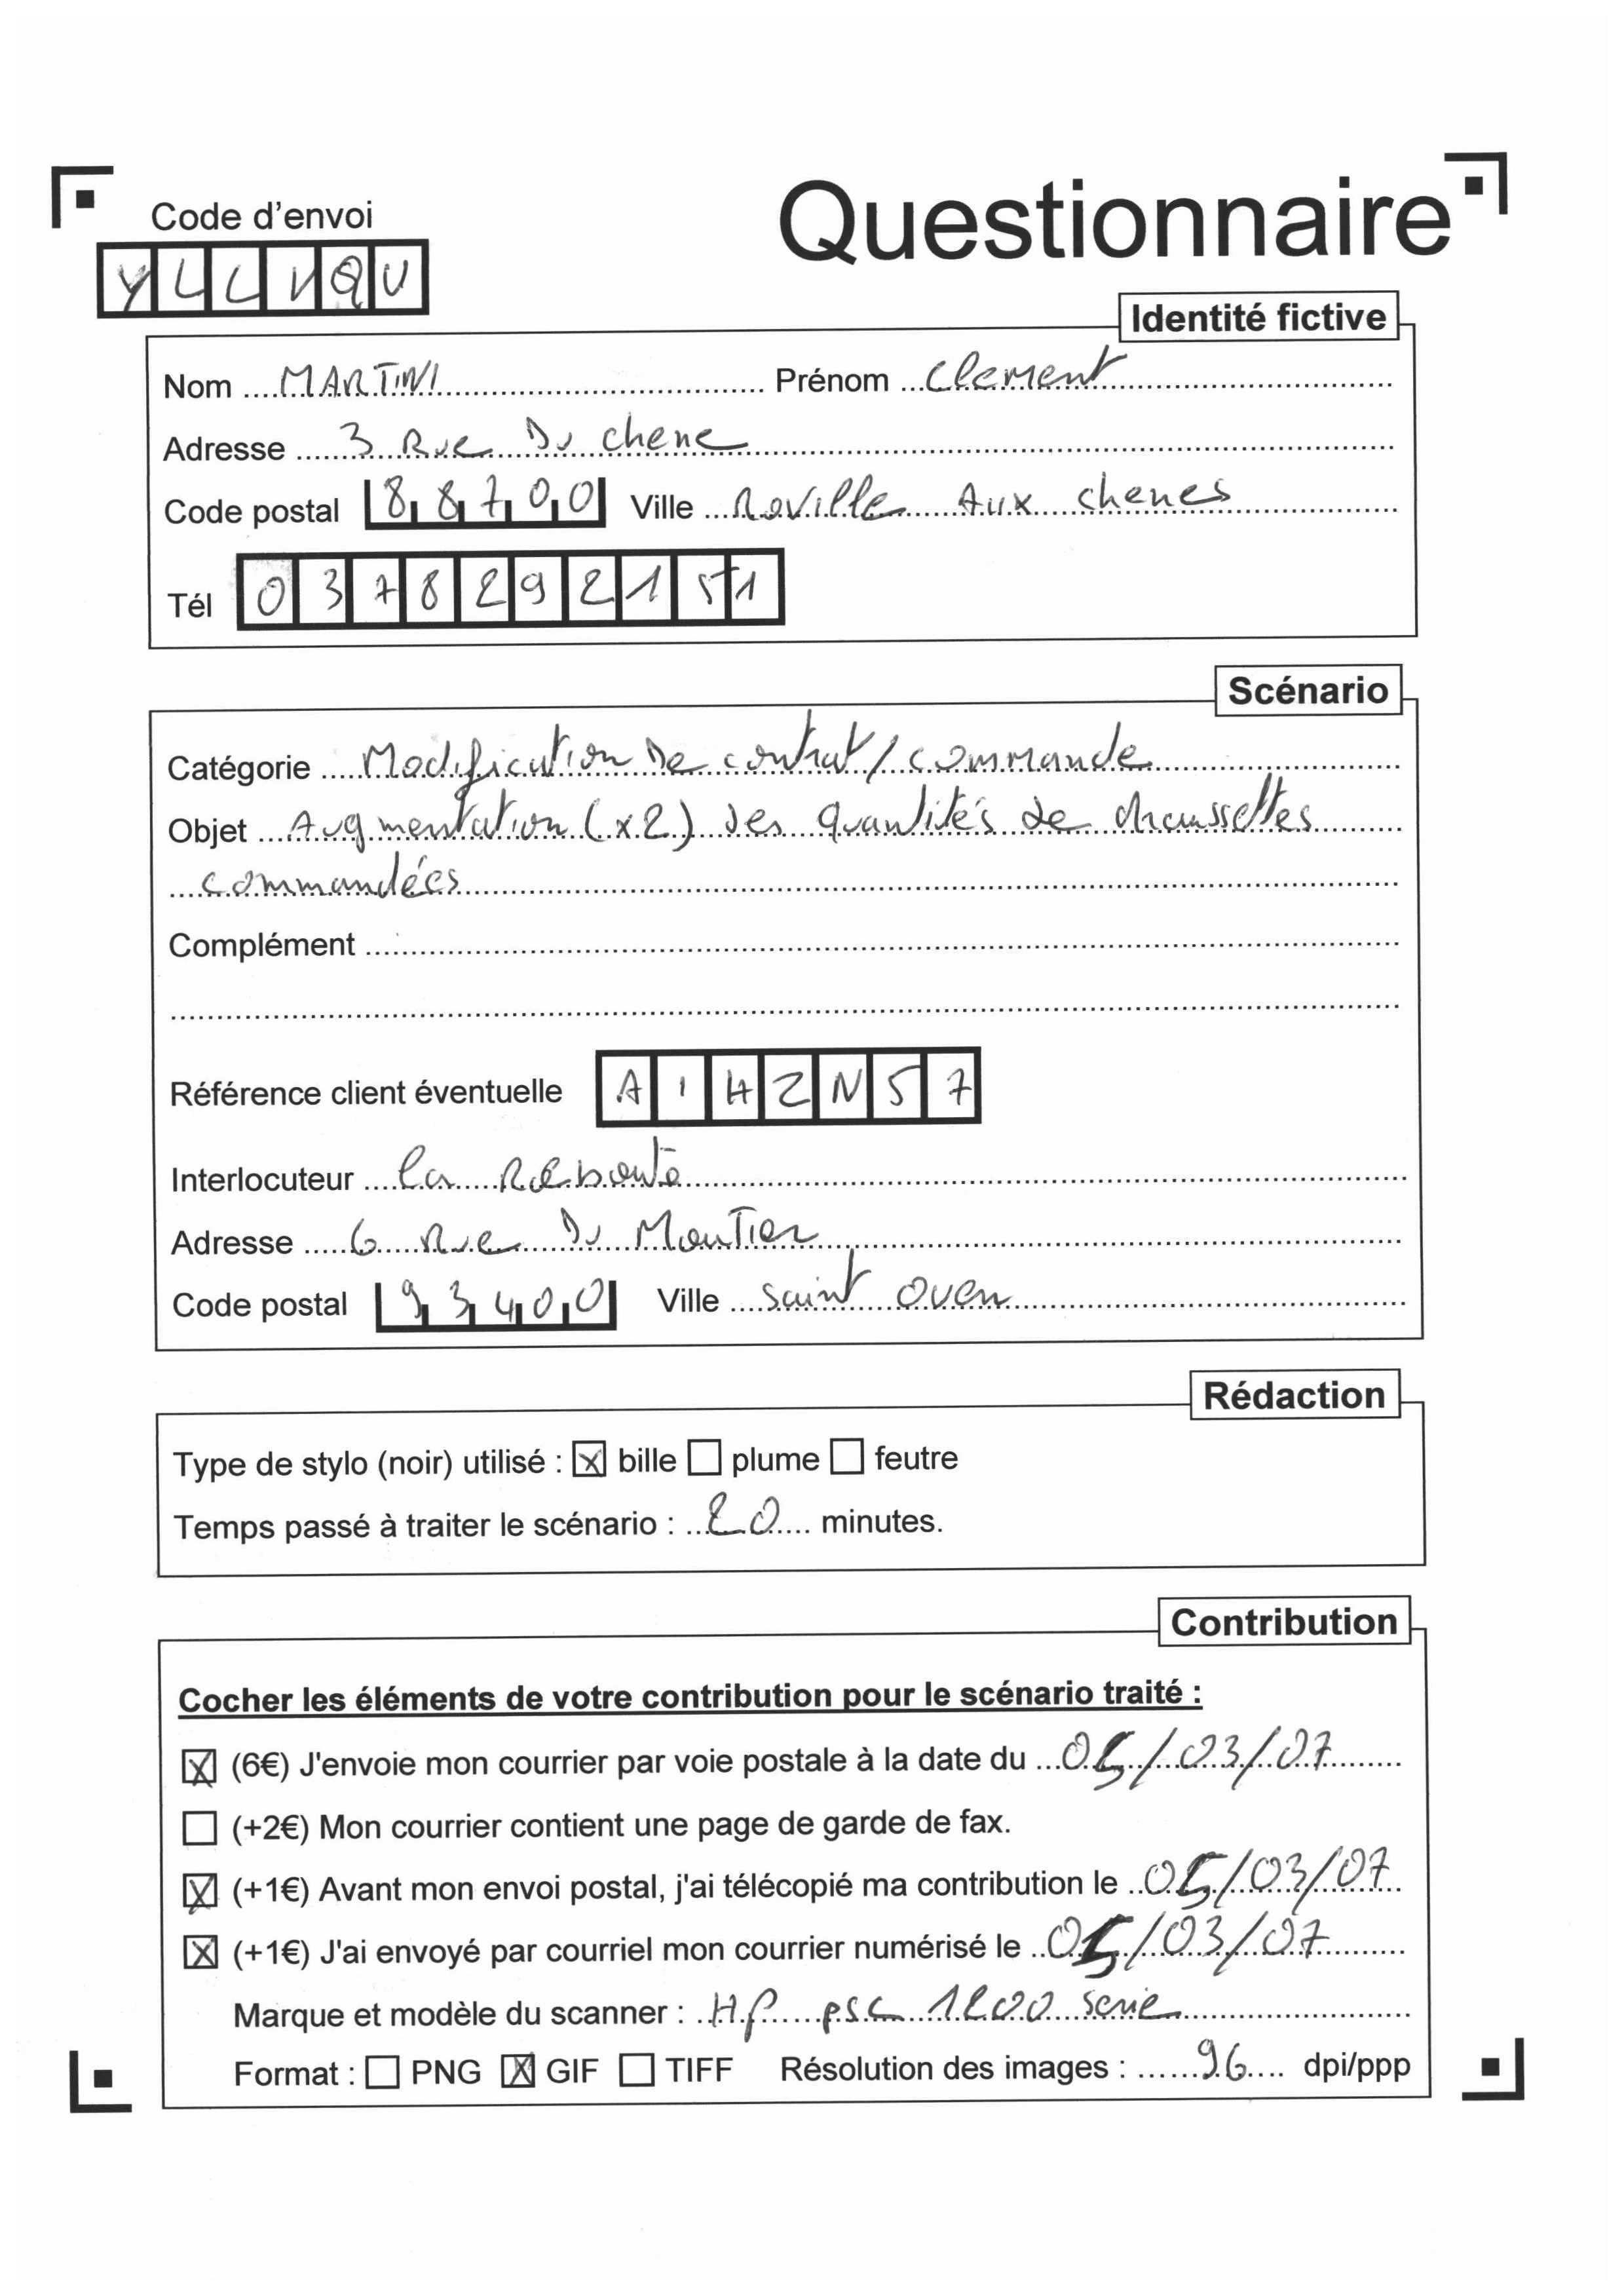 Questionnaire
Code d'envoi
YLLVQU
Identité fictive
Nom MARTINI Prénom Clement
Adresse 3 Rue Du chene
Code postal 88700 Ville Roville Aux chenes
Tél 0378292151
Scénario
Catégorie Modification De contrat / commande
Objet Augmentation (x2) des quantités de chaussettes
commandées
Complément
Référence client éventuelle A1HZN57
Interlocuteur la Reboute
Adresse 6 Rue Du Moutier
Code postal 93400 Ville Saint Ouen
Rédaction
Type de stylo (noir) utilisé : ☒ bille ☐ plume ☐ feutre
Temps passé à traiter le scénario : 20 minutes.
Contribution
Cocher les éléments de votre contribution pour le scénario traité :
☒ (6€) J'envoie mon courrier par voie postale à la date du 05/03/07
☐ (+2€) Mon courrier contient une page de garde de fax.
☒ (+1€) Avant mon envoi postal, j'ai télécopié ma contribution le 05/03/07
☒ (+1€) J'ai envoyé par courriel mon courrier numérisé le 05/03/07
Marque et modèle du scanner : HP psc 1200 serie
Format : ☐ PNG ☒ GIF ☐ TIFF Résolution des images : 96 dpi/ppp